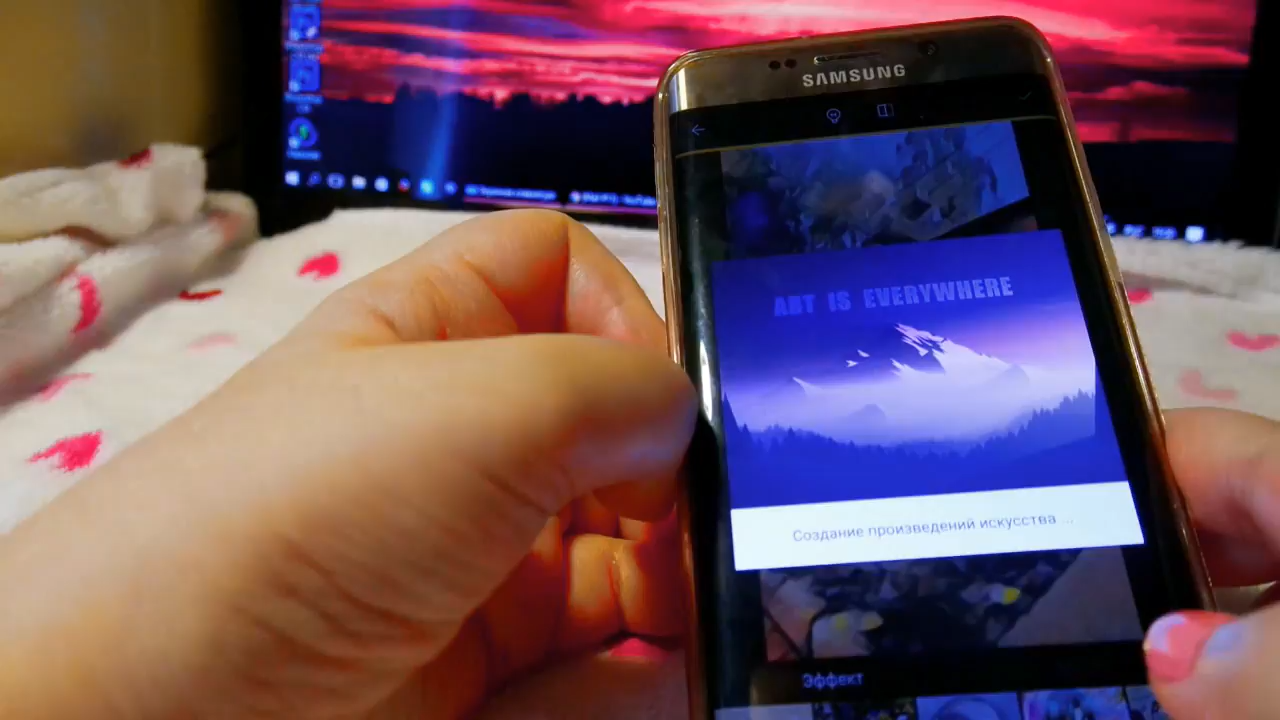 SAMSUNG
ART IS EVERYWHERE
Создание произведений искусства ...
Эффект